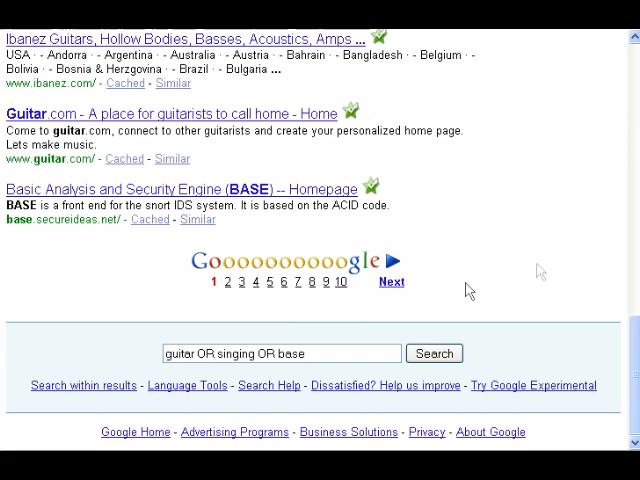 Ibanez Guitars, Hollow Bodies, Basses, Acoustics, Amps ...
USA · - Andorra · - Argentina · - Australia · - Austria · - Bahrain · - Bangladesh · - Belgium · -
Bolivia · - Bosnia & Herzgovina · - Brazil · - Bulgaria ...
www.ibanez.com/ - Cached - Similar
Guitar.com - A place for guitarists to call home - Home
Come to guitar.com, connect to other guitarists and create your personalized home page.
Lets make music.
www.guitar.com/ - Cached - Similar
Basic Analysis and Security Engine (BASE) -- Homepage
BASE is a front end for the snort IDS system. It is based on the ACID code.
base.secureideas.net/ - Cached - Similar
Goooooooooogle
1 2 3 4 5 6 7 8 9 10 Next
guitar OR singing OR base Search
Search within results - Language Tools - Search Help - Dissatisfied? Help us improve - Try Google Experimental
Google Home - Advertising Programs - Business Solutions - Privacy - About Google